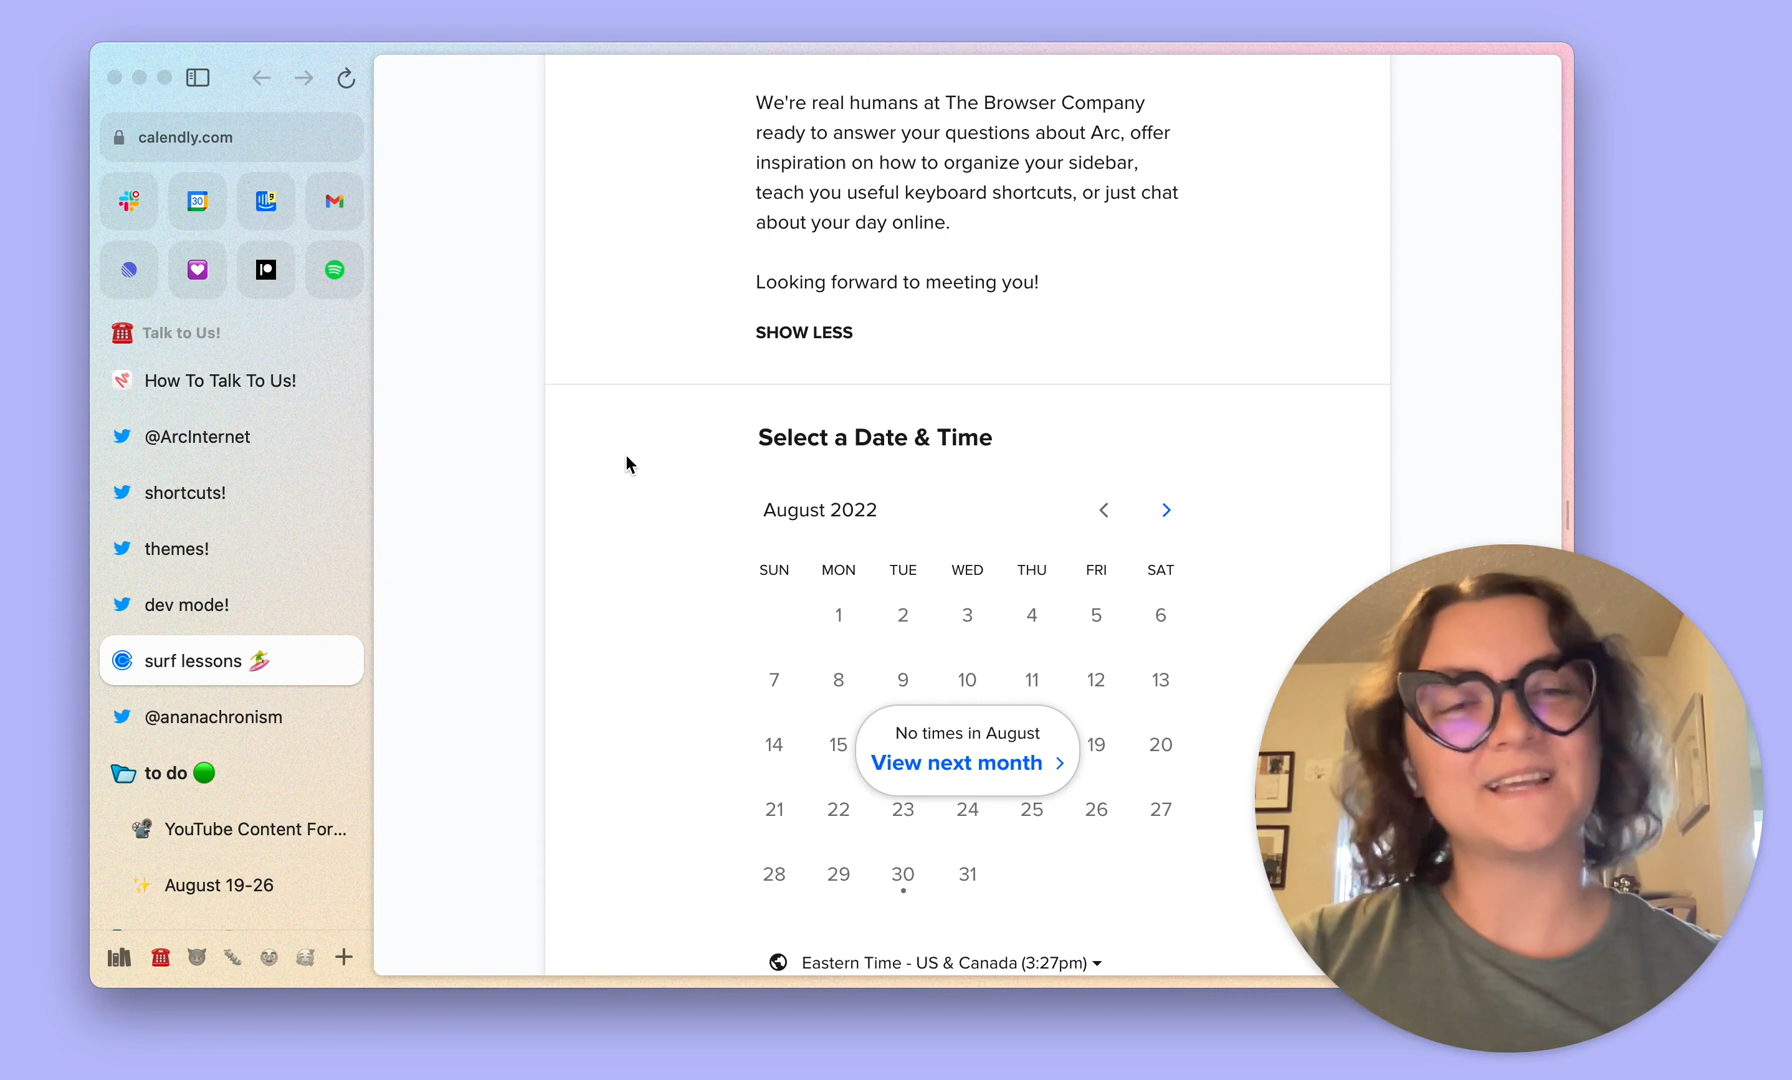 calendly.com
30
Talk to Us!
How To Talk To Us!
@ArcInternet
shortcuts!
themes!
dev mode!
surf lessons 🏄
@ananachronism
to do
YouTube Content For...
August 19-26
We're real humans at The Browser Company
ready to answer your questions about Arc, offer
inspiration on how to organize your sidebar,
teach you useful keyboard shortcuts, or just chat
about your day online.
Looking forward to meeting you!
SHOW LESS
Select a Date & Time
August 2022
SUN MON TUE WED THU FRI SAT
1 2 3 4 5 6
7 8 9 10 11 12 13
14 15 19 20
No times in August
View next month
21 22 23 24 25 26 27
28 29 30 31
Eastern Time - US & Canada (3:27pm)